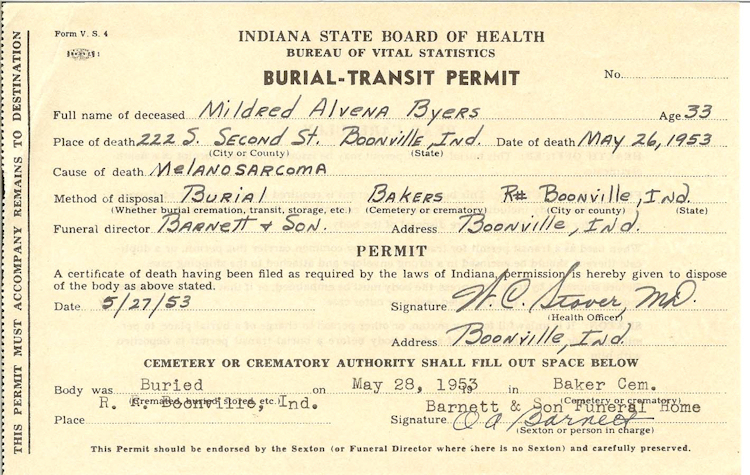 THIS PERMIT MUST ACCOMPANY REMAINS TO DESTINATION
Form V. S. 4
INDIANA STATE BOARD OF HEALTH
BUREAU OF VITAL STATISTICS
BURIAL-TRANSIT PERMIT
No.
Full name of deceased Mildred Alvena Byers Age 33
Place of death 222 S. Second St. Boonville, Ind. Date of death May 26, 1953
(City or County) (State)
Cause of death Melanosarcoma
Method of disposal Burial Bakers R# Boonville, Ind.
(Whether burial cremation, transit, storage, etc.) (Cemetery or crematory) (City or county) (State)
Funeral director Barnett & Son. Address Boonville, Ind.
PERMIT
A certificate of death having been filed as required by the laws of Indiana, permission is hereby given to dispose
of the body as above stated.
Date 5/27/53 Signature W. C. Stover, MD.
(Health Officer)
Address Boonville, Ind.
CEMETERY OR CREMATORY AUTHORITY SHALL FILL OUT SPACE BELOW
Body was Buried on May 28, 1953 19 in Baker Cem.
(Cremated, buried, stored, etc.) (Cemetery or crematory)
R. Boonville, Ind. Barnett & Son Funeral Home
Place Signature O A Barnett
(Sexton or person in charge)
This Permit should be endorsed by the Sexton (or Funeral Director where there is no Sexton) and carefully preserved.